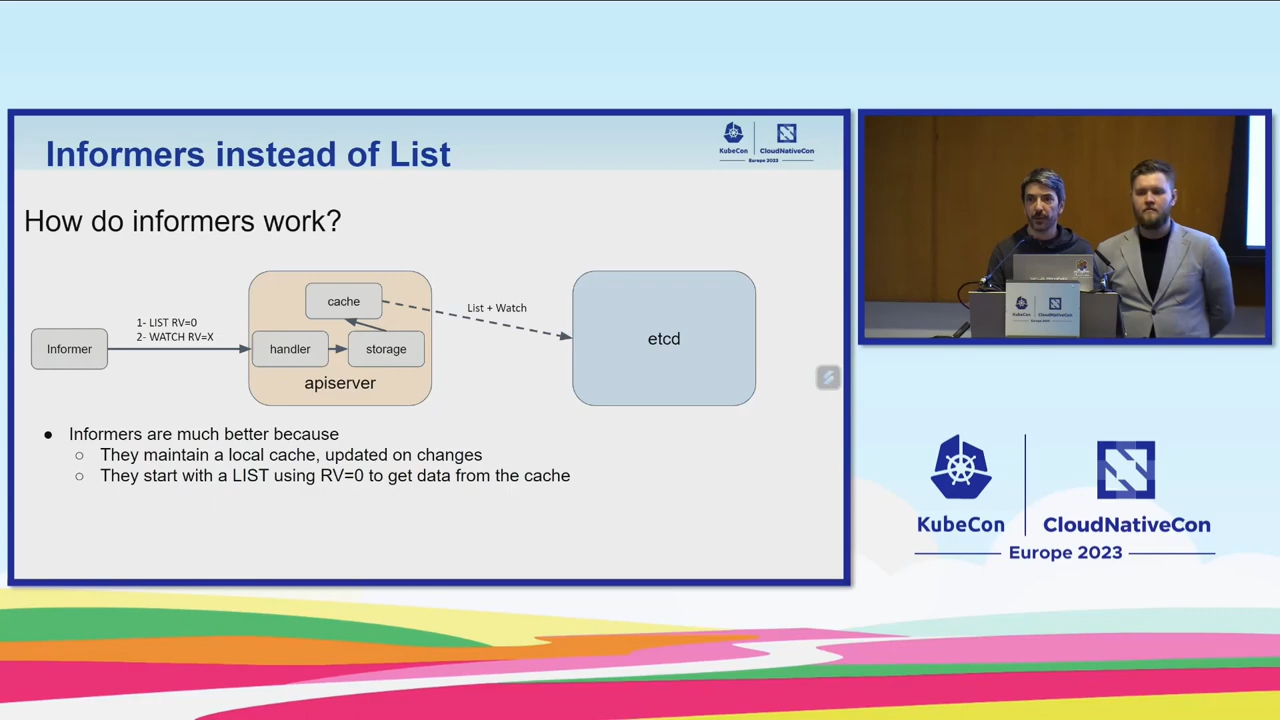 Informers instead of List
KubeCon
CloudNativeCon
Europe 2023
How do informers work?
cache
List + Watch
1- LIST RV=0
2- WATCH RV=X
Informer
handler
storage
etcd
apiserver
● Informers are much better because
○ They maintain a local cache, updated on changes
○ They start with a LIST using RV=0 to get data from the cache
KubeCon
CloudNativeCon
Europe 2023